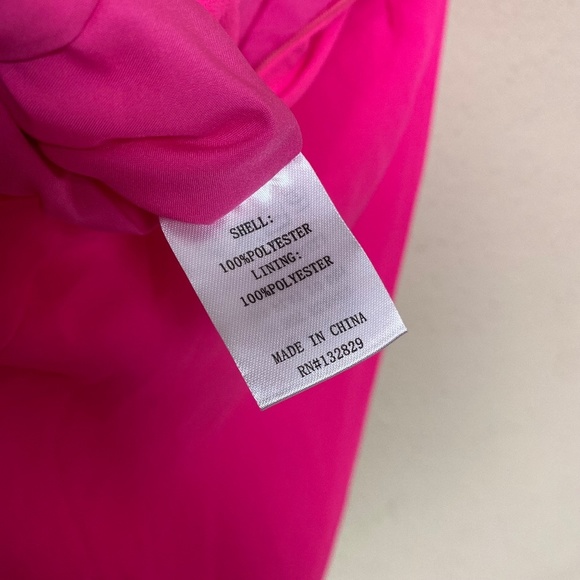 SHELL:
100%POLYESTER
LINING:
100%POLYESTER
MADE IN CHINA
RN#132829